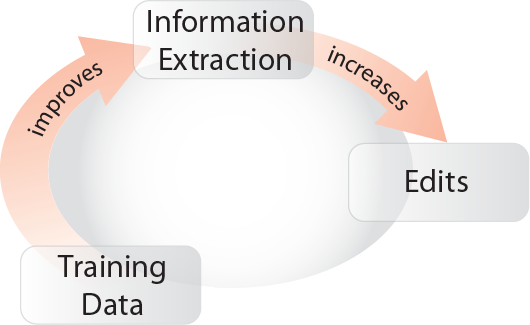 Information
Extraction
improves
increases
Edits
Training
Data